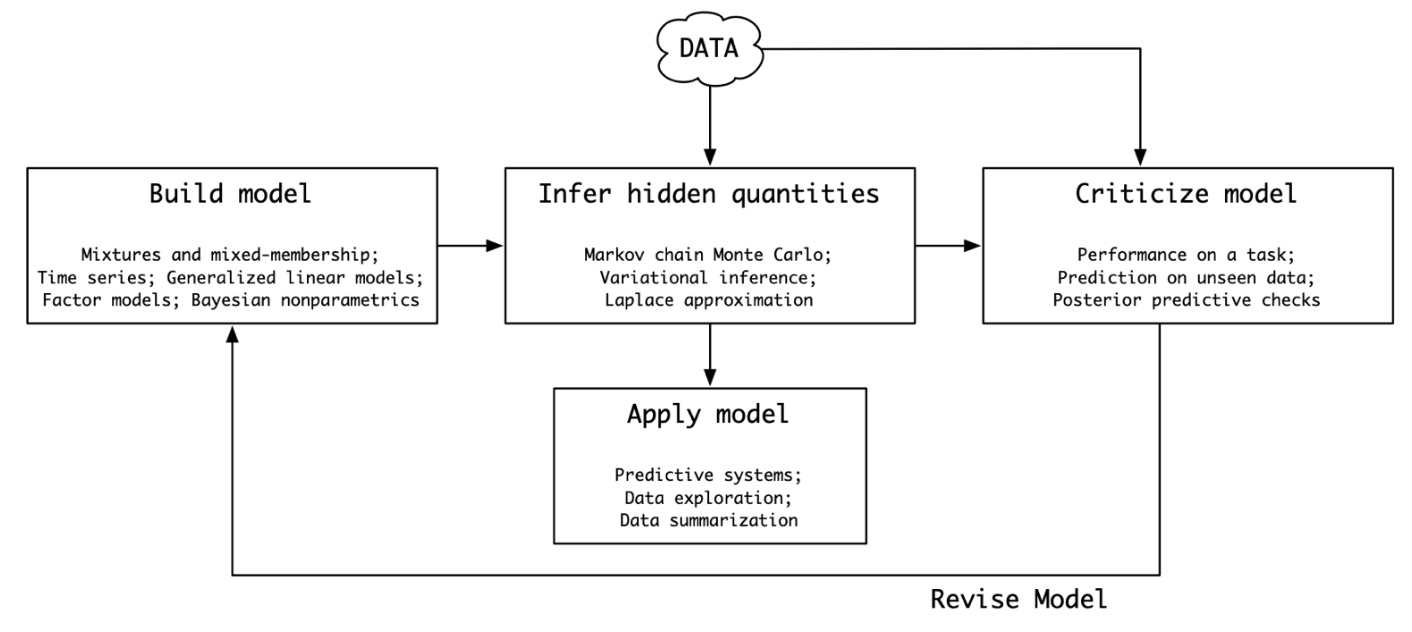 DATA
Build model
Mixtures and mixed-membership;
Time series; Generalized linear models;
Factor models; Bayesian nonparametrics
Infer hidden quantities
Markov chain Monte Carlo;
Variational inference;
Laplace approximation
Criticize model
Performance on a task;
Prediction on unseen data;
Posterior predictive checks
Apply model
Predictive systems;
Data exploration;
Data summarization
Revise Model